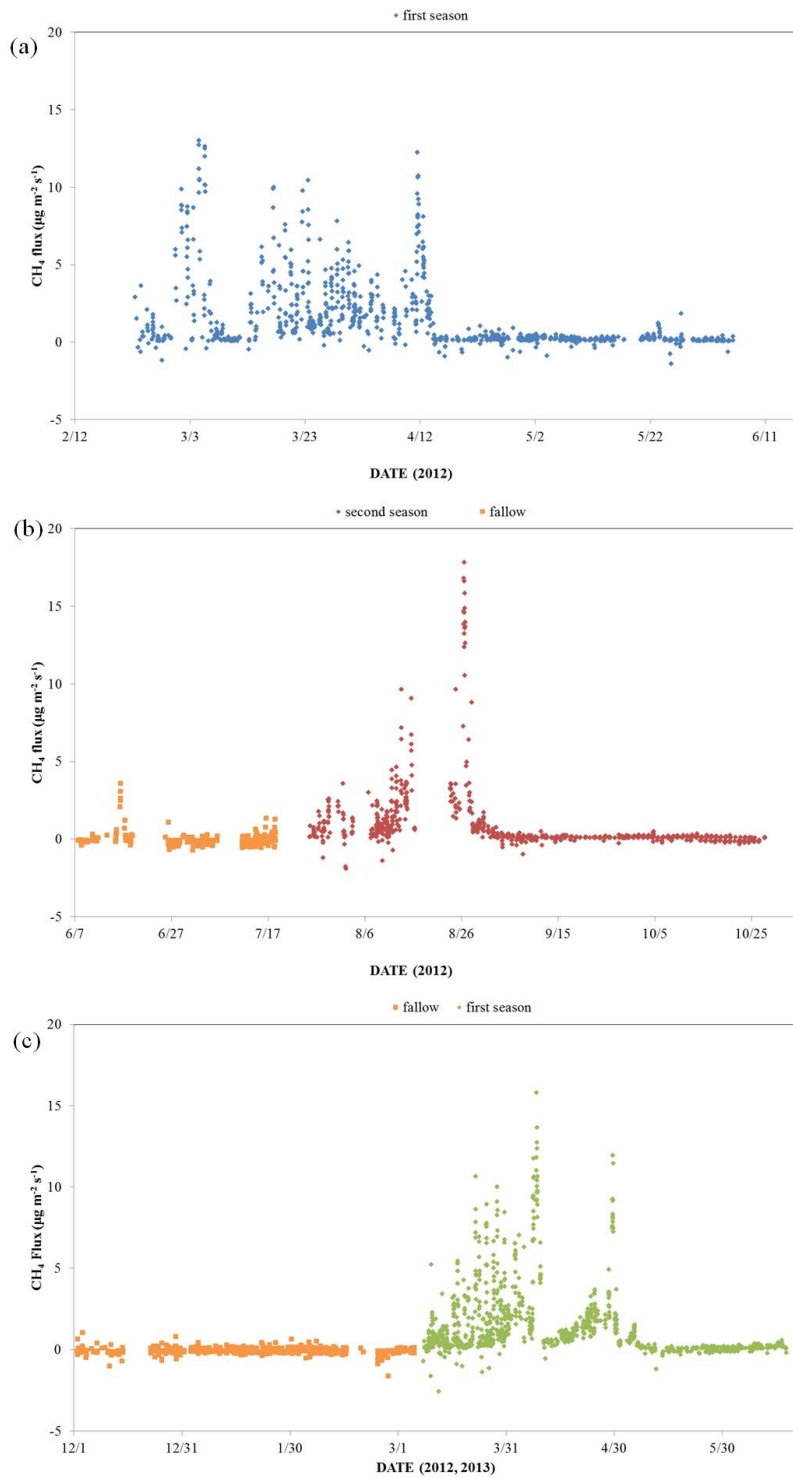 first season
(a)
20
15
10
5
0
-5
CH₄ flux (µg m⁻² s⁻¹)
2/12 3/3 3/23 4/12 5/2 5/22 6/11
DATE (2012)
second season fallow
(b)
20
15
10
5
0
-5
CH₄ flux (µg m⁻² s⁻¹)
6/7 6/27 7/17 8/6 8/26 9/15 10/5 10/25
DATE (2012)
fallow first season
(c)
20
15
10
5
0
-5
CH₄ Flux (µg m⁻² s⁻¹)
12/1 12/31 1/30 3/1 3/31 4/30 5/30
DATE (2012, 2013)